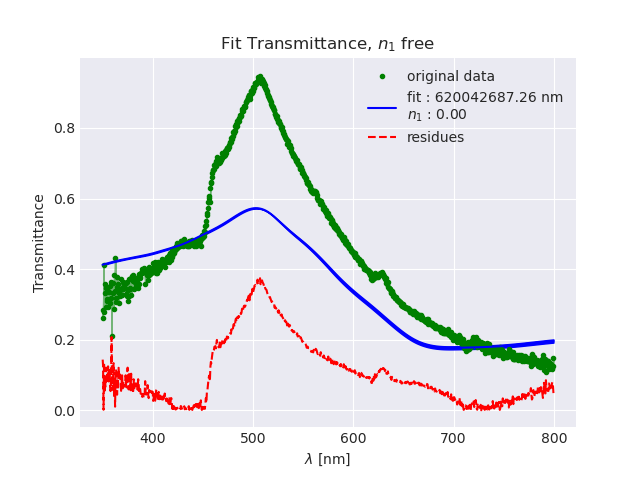 Fit Transmittance, n₁ free
original data
fit : 620042687.26 nm
n₁ : 0.00
residues
Transmittance
0.8
0.6
0.4
0.2
0.0
400 500 600 700 800
λ [nm]